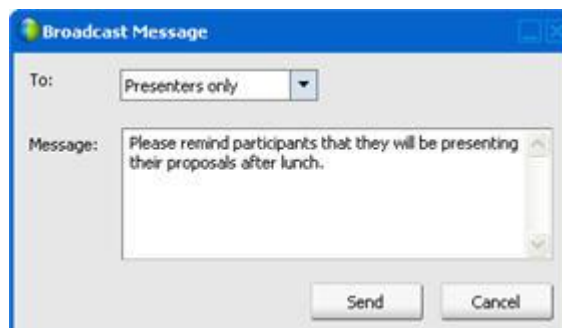 Broadcast Message
To:
Presenters only
Message:
Please remind participants that they will be presenting
their proposals after lunch.
Send
Cancel